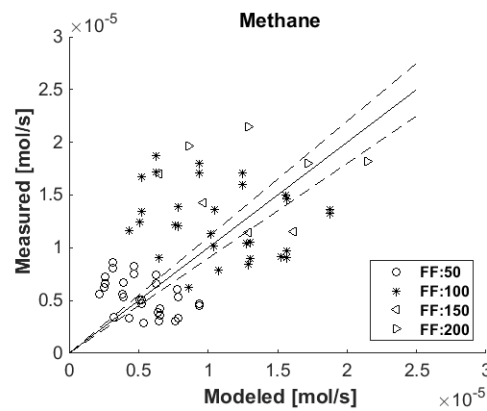 Methane
× 10^-5
3
2.5
2
1.5
1
0.5
0
Measured [mol/s]
0 0.5 1 1.5 2 2.5 3
Modeled [mol/s]
× 10^-5
FF:50
FF:100
FF:150
FF:200